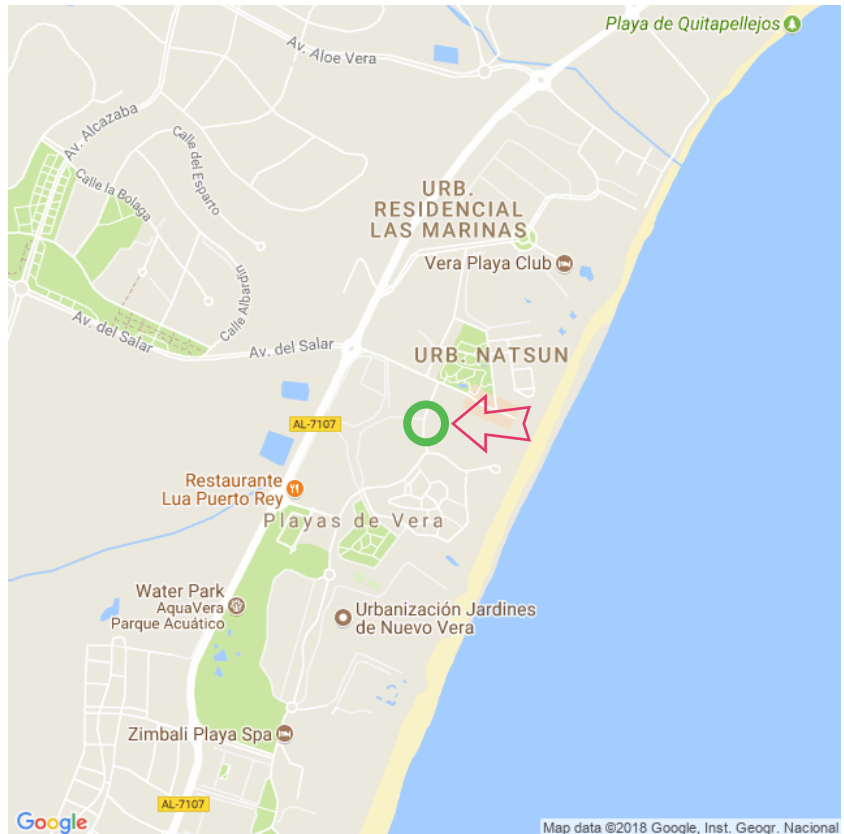 Playa de Quitapellejos
Av. Aloe Vera
Av. Alcazaba
Calle del Esparto
Calle la Bolaga
URB.
RESIDENCIAL
LAS MARINAS
Vera Playa Club
Calle Albardín
Av. del Salar
Av. del Salar
URB. NATSUN
AL-7107
Restaurante
Lua Puerto Rey
Playas de Vera
Water Park
AquaVera
Parque Acuático
Urbanización Jardines
de Nuevo Vera
Zimbali Playa Spa
AL-7107
Google
Map data ©2018 Google, Inst. Geogr. Nacional